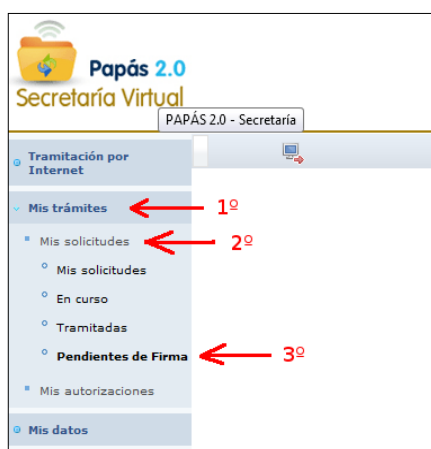 Papás 2.0
Secretaría Virtual
PAPÁS 2.0 - Secretaría
Tramitación por
Internet
Mis trámites
1º
Mis solicitudes
2º
Mis solicitudes
En curso
Tramitadas
Pendientes de Firma
3º
Mis autorizaciones
Mis datos